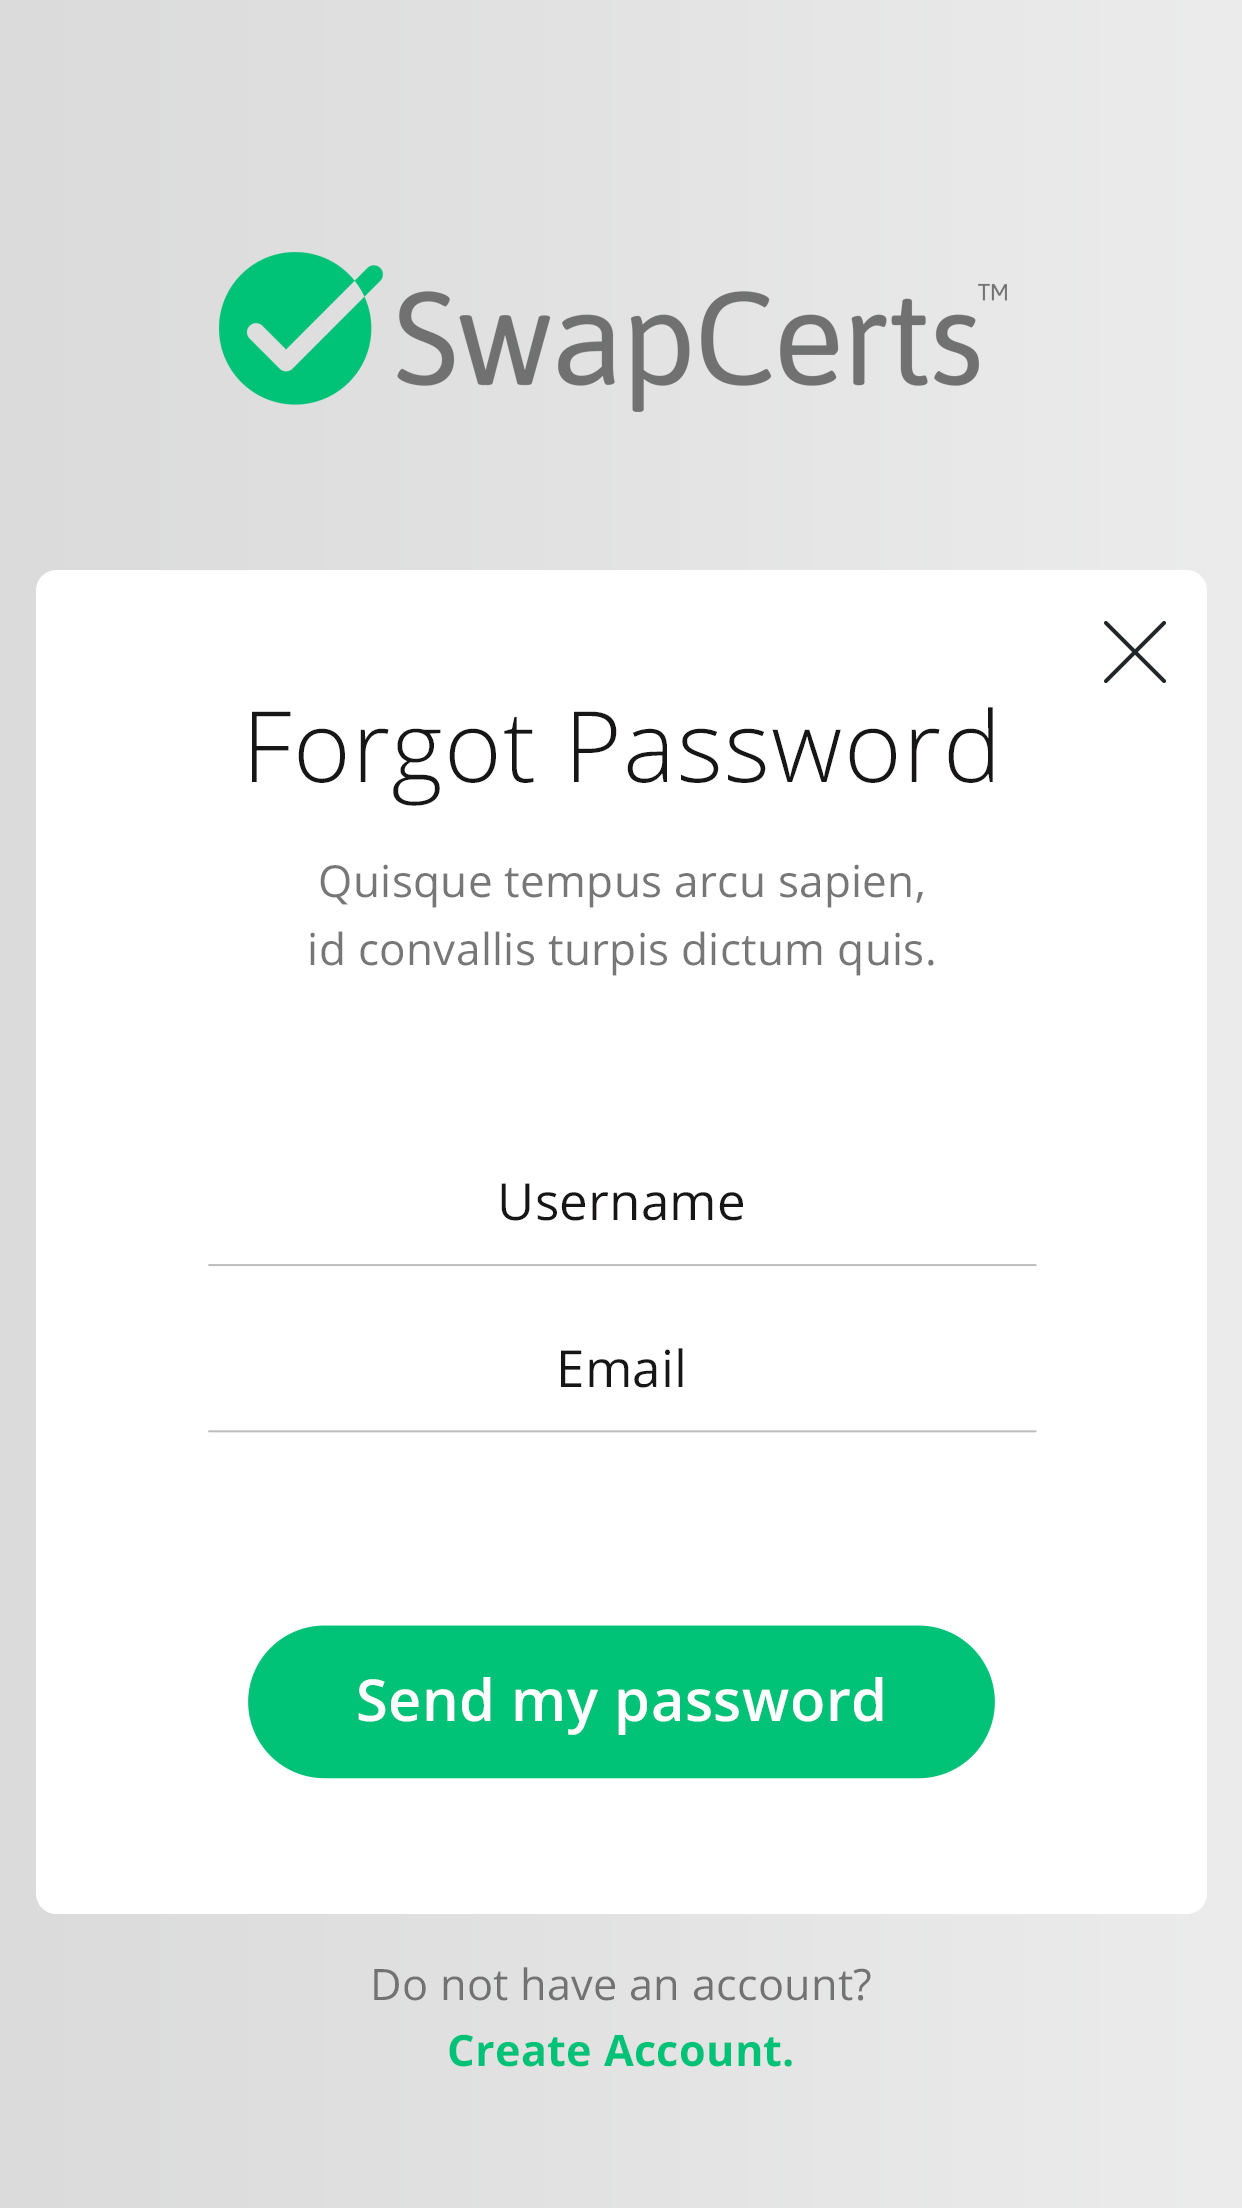 SwapCerts™
Forgot Password
Quisque tempus arcu sapien,
id convallis turpis dictum quis.
Username
Email
Send my password
Do not have an account?
Create Account.